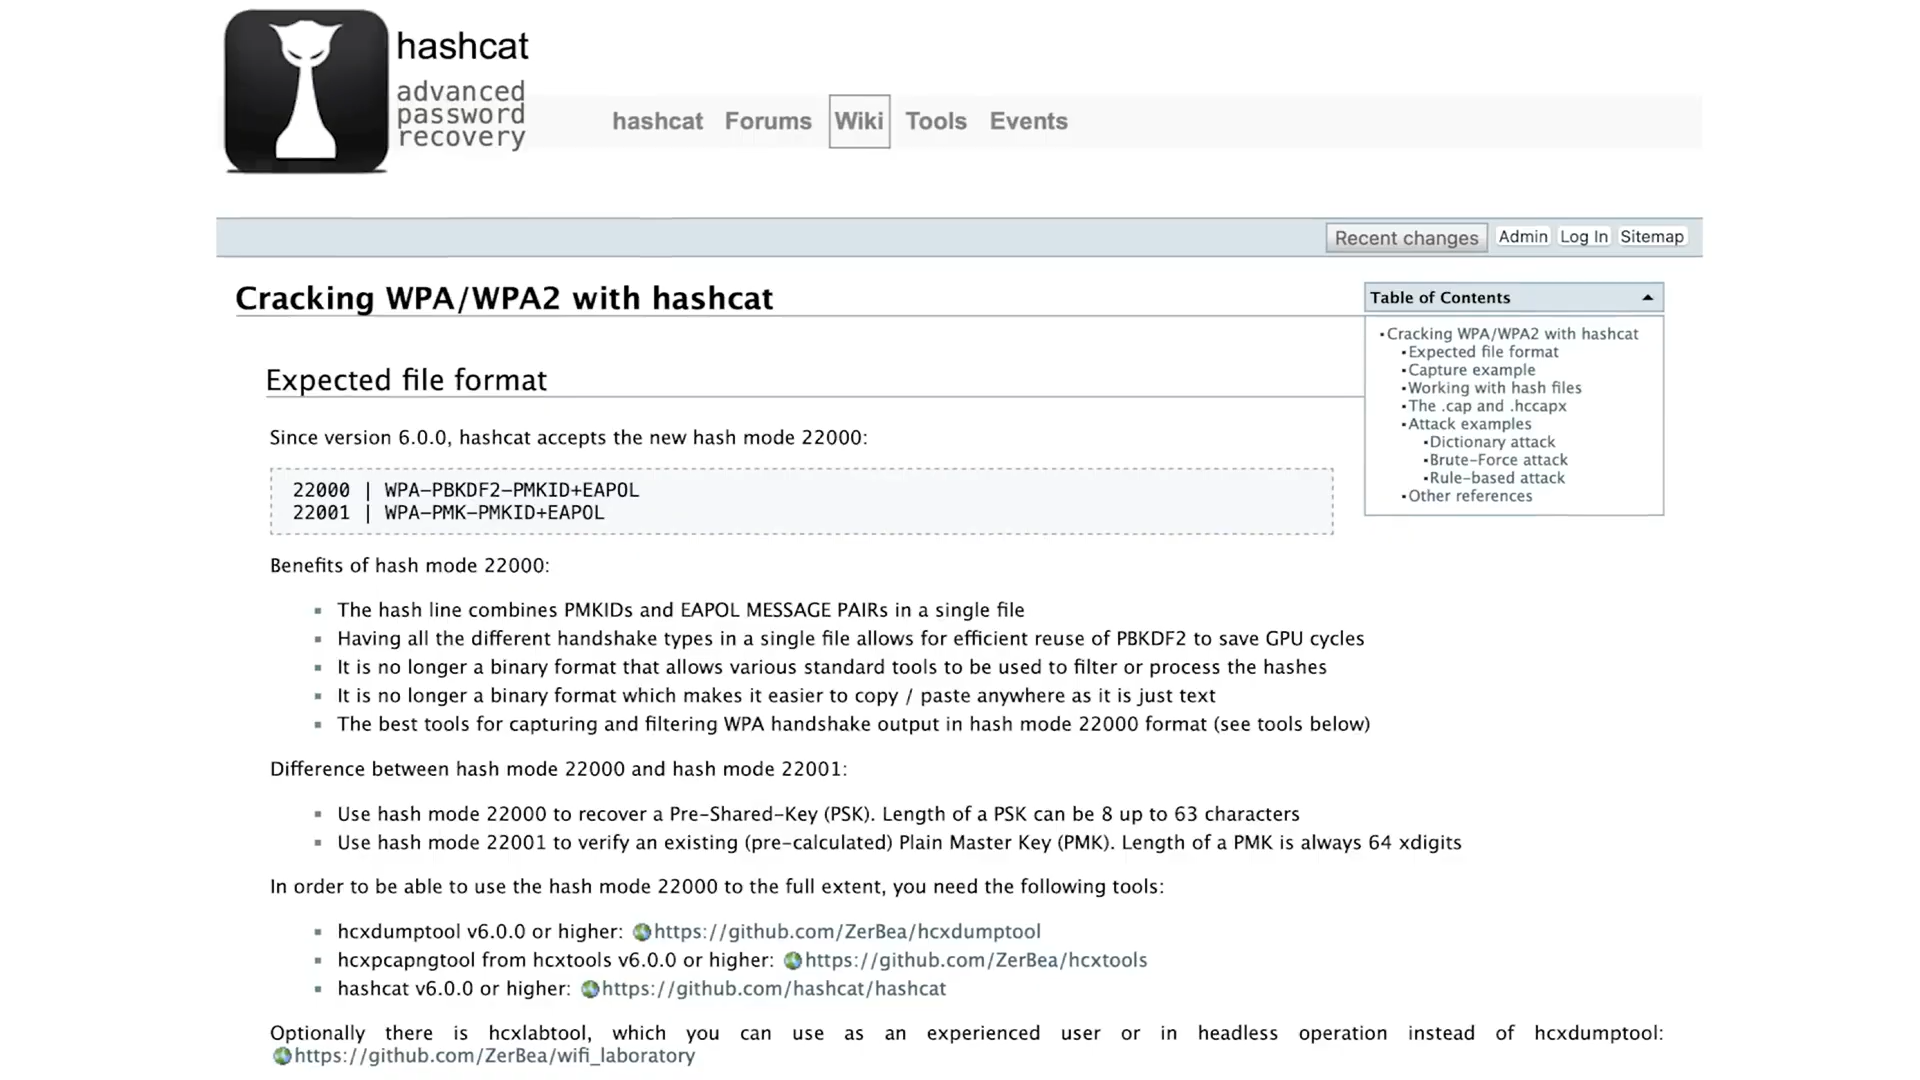 hashcat
advanced
password
recovery
hashcat Forums Wiki Tools Events
Recent changes Admin Log In Sitemap
Cracking WPA/WPA2 with hashcat
Table of Contents
Cracking WPA/WPA2 with hashcat
Expected file format
Capture example
Working with hash files
The .cap and .hccapx
Attack examples
Dictionary attack
Brute-Force attack
Rule-based attack
Other references
Expected file format
Since version 6.0.0, hashcat accepts the new hash mode 22000:
22000 | WPA-PBKDF2-PMKID+EAPOL
22001 | WPA-PMK-PMKID+EAPOL
Benefits of hash mode 22000:
The hash line combines PMKIDs and EAPOL MESSAGE PAIRs in a single file
Having all the different handshake types in a single file allows for efficient reuse of PBKDF2 to save GPU cycles
It is no longer a binary format that allows various standard tools to be used to filter or process the hashes
It is no longer a binary format which makes it easier to copy / paste anywhere as it is just text
The best tools for capturing and filtering WPA handshake output in hash mode 22000 format (see tools below)
Difference between hash mode 22000 and hash mode 22001:
Use hash mode 22000 to recover a Pre-Shared-Key (PSK). Length of a PSK can be 8 up to 63 characters
Use hash mode 22001 to verify an existing (pre-calculated) Plain Master Key (PMK). Length of a PMK is always 64 xdigits
In order to be able to use the hash mode 22000 to the full extent, you need the following tools:
hcxdumptool v6.0.0 or higher: https://github.com/ZerBea/hcxdumptool
hcxpcapngtool from hcxtools v6.0.0 or higher: https://github.com/ZerBea/hcxtools
hashcat v6.0.0 or higher: https://github.com/hashcat/hashcat
Optionally there is hcxlabtool, which you can use as an experienced user or in headless operation instead of hcxdumptool:
https://github.com/ZerBea/wifi_laboratory